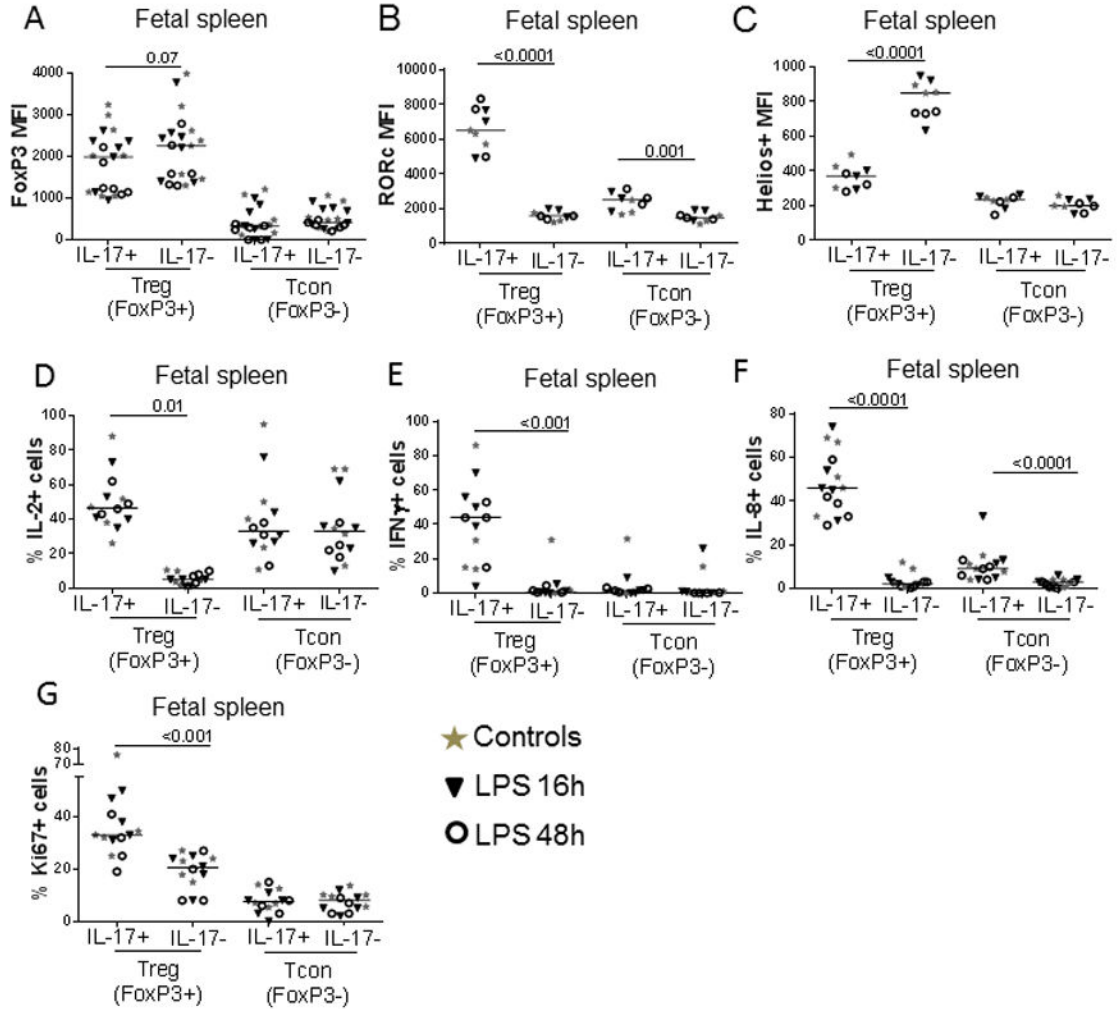 A
Fetal spleen
0.07
FoxP3 MFI
4000
3000
2000
1000
0
IL-17+ IL-17- IL-17+ IL-17-
Treg Tcon
(FoxP3+) (FoxP3-)
B
Fetal spleen
<0.0001
0.001
RORc MFI
10000
8000
6000
4000
2000
0
IL-17+ IL-17- IL-17+ IL-17-
Treg Tcon
(FoxP3+) (FoxP3-)
C
Fetal spleen
<0.0001
Helios+ MFI
1000
800
600
400
200
0
IL-17+ IL-17- IL-17+ IL-17-
Treg Tcon
(FoxP3+) (FoxP3-)
D
Fetal spleen
0.01
% IL-2+ cells
100
80
60
40
20
0
IL-17+ IL-17- IL-17+ IL-17-
Treg Tcon
(FoxP3+) (FoxP3-)
E
Fetal spleen
<0.001
% IFNγ+ cells
100
80
60
40
20
0
IL-17+ IL-17- IL-17+ IL-17-
Treg Tcon
(FoxP3+) (FoxP3-)
F
Fetal spleen
<0.0001
<0.0001
% IL-8+ cells
80
60
40
20
0
IL-17+ IL-17- IL-17+ IL-17-
Treg Tcon
(FoxP3+) (FoxP3-)
G
Fetal spleen
<0.001
% Ki67+ cells
80
70
40
20
0
IL-17+ IL-17- IL-17+ IL-17-
Treg Tcon
(FoxP3+) (FoxP3-)
Controls
LPS 16h
LPS 48h